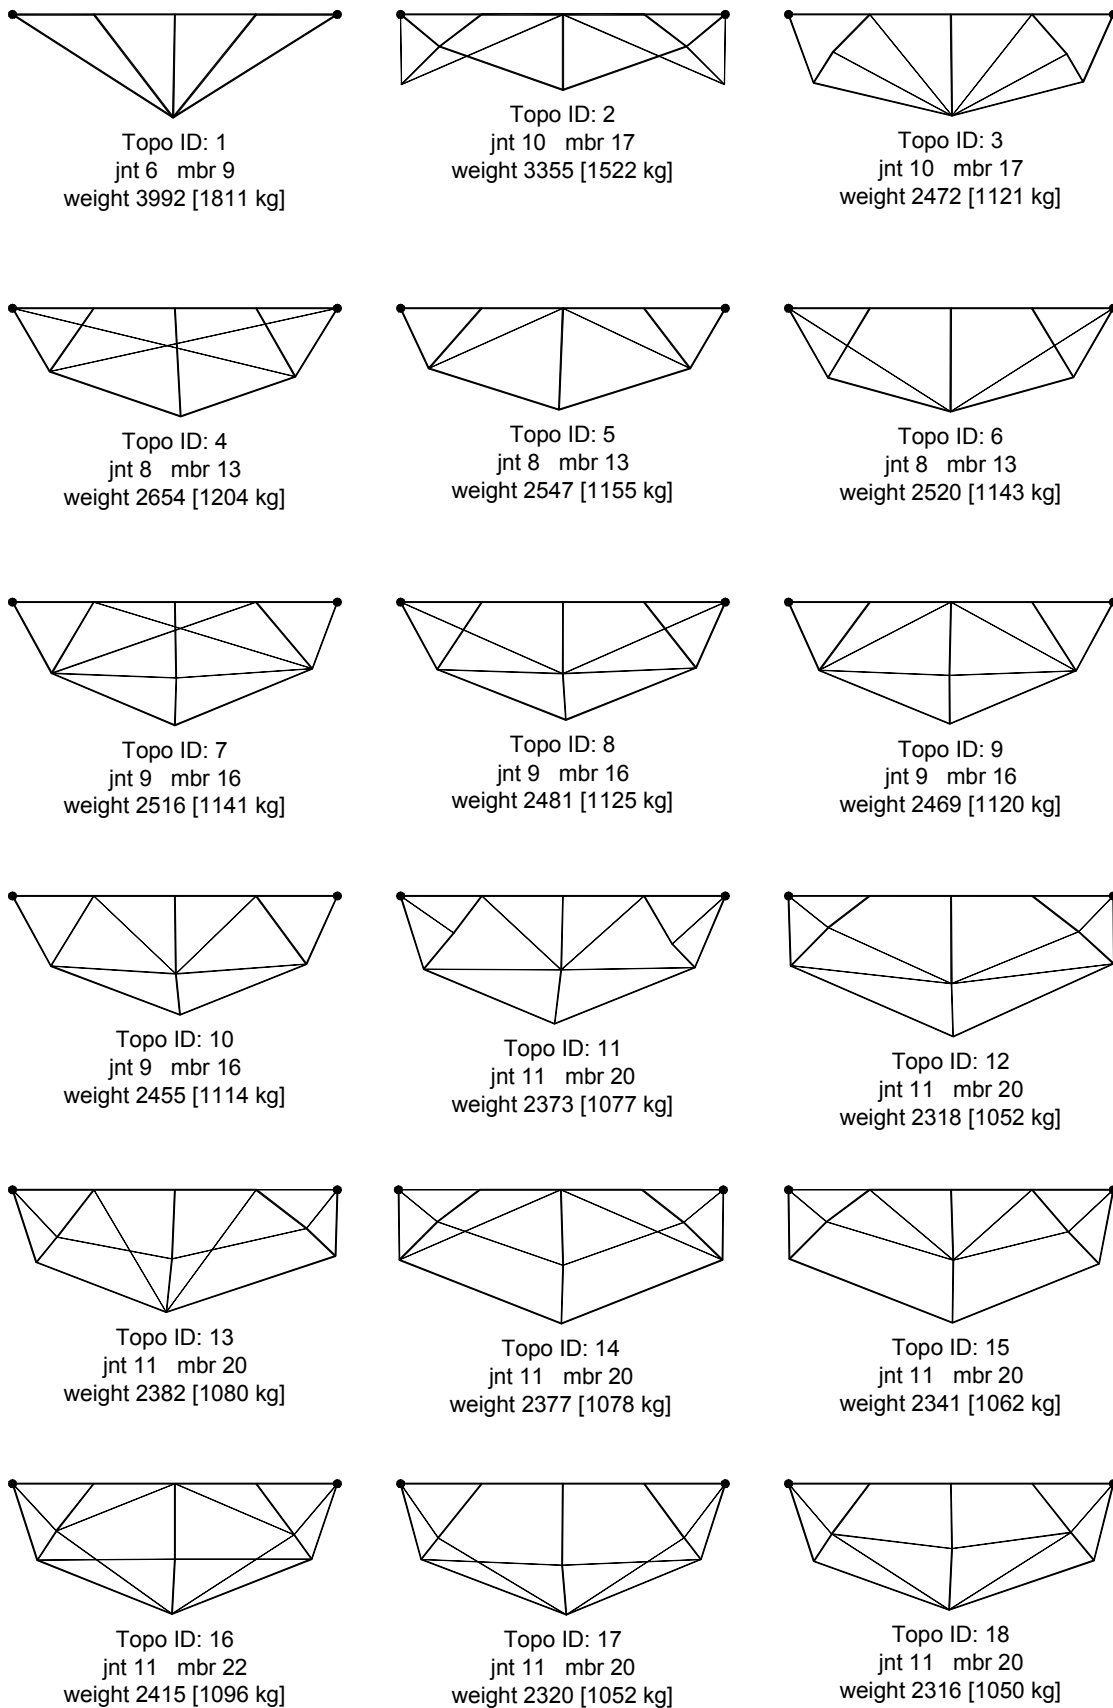 Topo ID: 1
jnt 6 mbr 9
weight 3992 [1811 kg]
Topo ID: 2
jnt 10 mbr 17
weight 3355 [1522 kg]
Topo ID: 3
jnt 10 mbr 17
weight 2472 [1121 kg]
Topo ID: 4
jnt 8 mbr 13
weight 2654 [1204 kg]
Topo ID: 5
jnt 8 mbr 13
weight 2547 [1155 kg]
Topo ID: 6
jnt 8 mbr 13
weight 2520 [1143 kg]
Topo ID: 7
jnt 9 mbr 16
weight 2516 [1141 kg]
Topo ID: 8
jnt 9 mbr 16
weight 2481 [1125 kg]
Topo ID: 9
jnt 9 mbr 16
weight 2469 [1120 kg]
Topo ID: 10
jnt 9 mbr 16
weight 2455 [1114 kg]
Topo ID: 11
jnt 11 mbr 20
weight 2373 [1077 kg]
Topo ID: 12
jnt 11 mbr 20
weight 2318 [1052 kg]
Topo ID: 13
jnt 11 mbr 20
weight 2382 [1080 kg]
Topo ID: 14
jnt 11 mbr 20
weight 2377 [1078 kg]
Topo ID: 15
jnt 11 mbr 20
weight 2341 [1062 kg]
Topo ID: 16
jnt 11 mbr 22
weight 2415 [1096 kg]
Topo ID: 17
jnt 11 mbr 20
weight 2320 [1052 kg]
Topo ID: 18
jnt 11 mbr 20
weight 2316 [1050 kg]